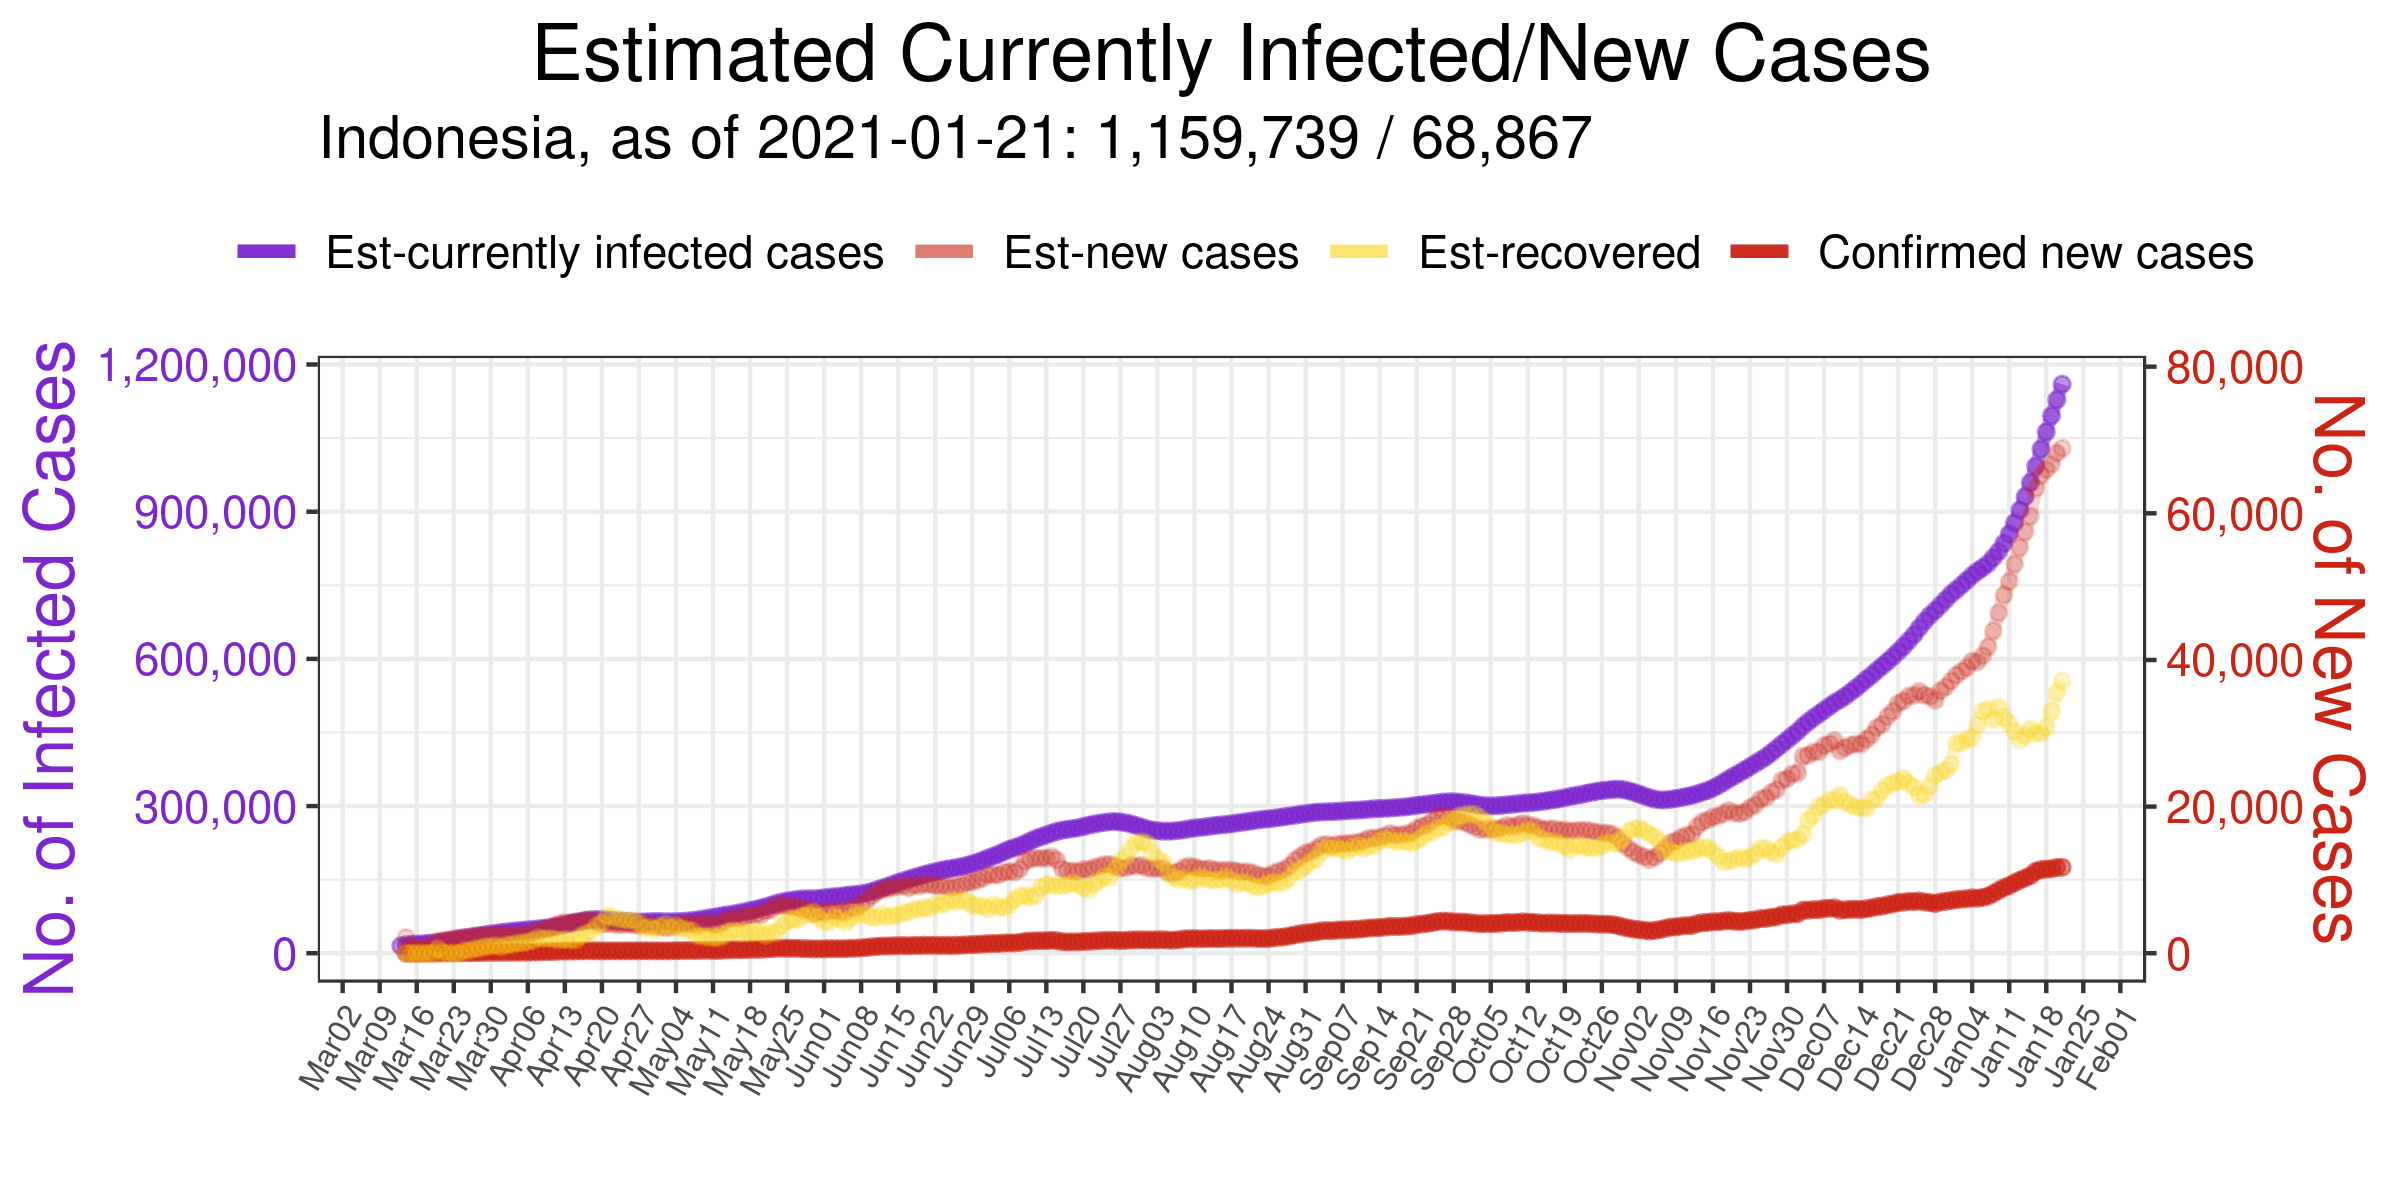 Estimated Currently Infected/New Cases
Indonesia, as of 2021-01-21: 1,159,739 / 68,867
Est-currently infected cases Est-new cases Est-recovered Confirmed new cases
No. of Infected Cases
1,200,000
900,000
600,000
300,000
0
80,000
60,000
40,000
20,000
0
No. of New Cases
Mar02 Mar09 Mar16 Mar23 Mar30 Apr06 Apr13 Apr20 Apr27 May04 May11 May18 May25 Jun01 Jun08 Jun15 Jun22 Jun29 Jul06 Jul13 Jul20 Jul27 Aug03 Aug10 Aug17 Aug24 Aug31 Sep07 Sep14 Sep21 Sep28 Oct05 Oct12 Oct19 Oct26 Nov02 Nov09 Nov16 Nov23 Nov30 Dec07 Dec14 Dec21 Dec28 Jan04 Jan11 Jan18 Jan25 Feb01